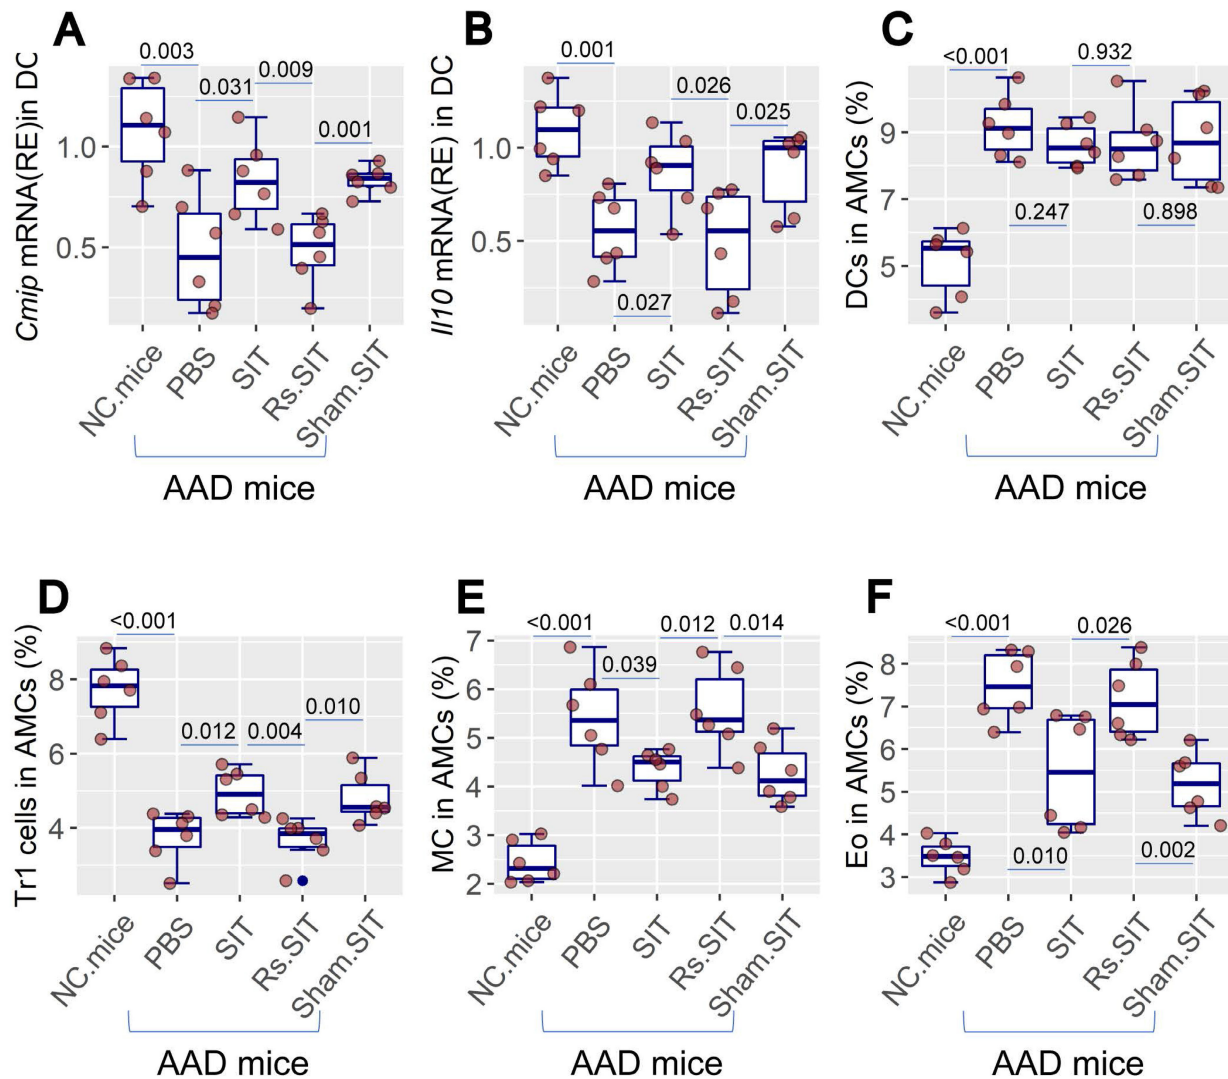 A
Cmip mRNA(RE)in DC
0.003
0.031
0.009
0.001
1.0
0.5
NC.mice
PBS
SIT
Rs.SIT
Sham.SIT
AAD mice
B
Il10 mRNA(RE) in DC
0.001
0.026
0.025
0.027
1.0
0.5
NC.mice
PBS
SIT
Rs.SIT
Sham.SIT
AAD mice
C
DCs in AMCs (%)
<0.001
0.932
0.247
0.898
9
7
5
NC.mice
PBS
SIT
Rs.SIT
Sham.SIT
AAD mice
D
Tr1 cells in AMCs (%)
<0.001
0.012
0.004
0.010
8
6
4
NC.mice
PBS
SIT
Rs.SIT
Sham.SIT
AAD mice
E
MC in AMCs (%)
<0.001
0.039
0.012
0.014
7
6
5
4
3
2
NC.mice
PBS
SIT
Rs.SIT
Sham.SIT
AAD mice
F
Eo in AMCs (%)
<0.001
0.026
0.010
0.002
8
7
6
5
4
3
NC.mice
PBS
SIT
Rs.SIT
Sham.SIT
AAD mice